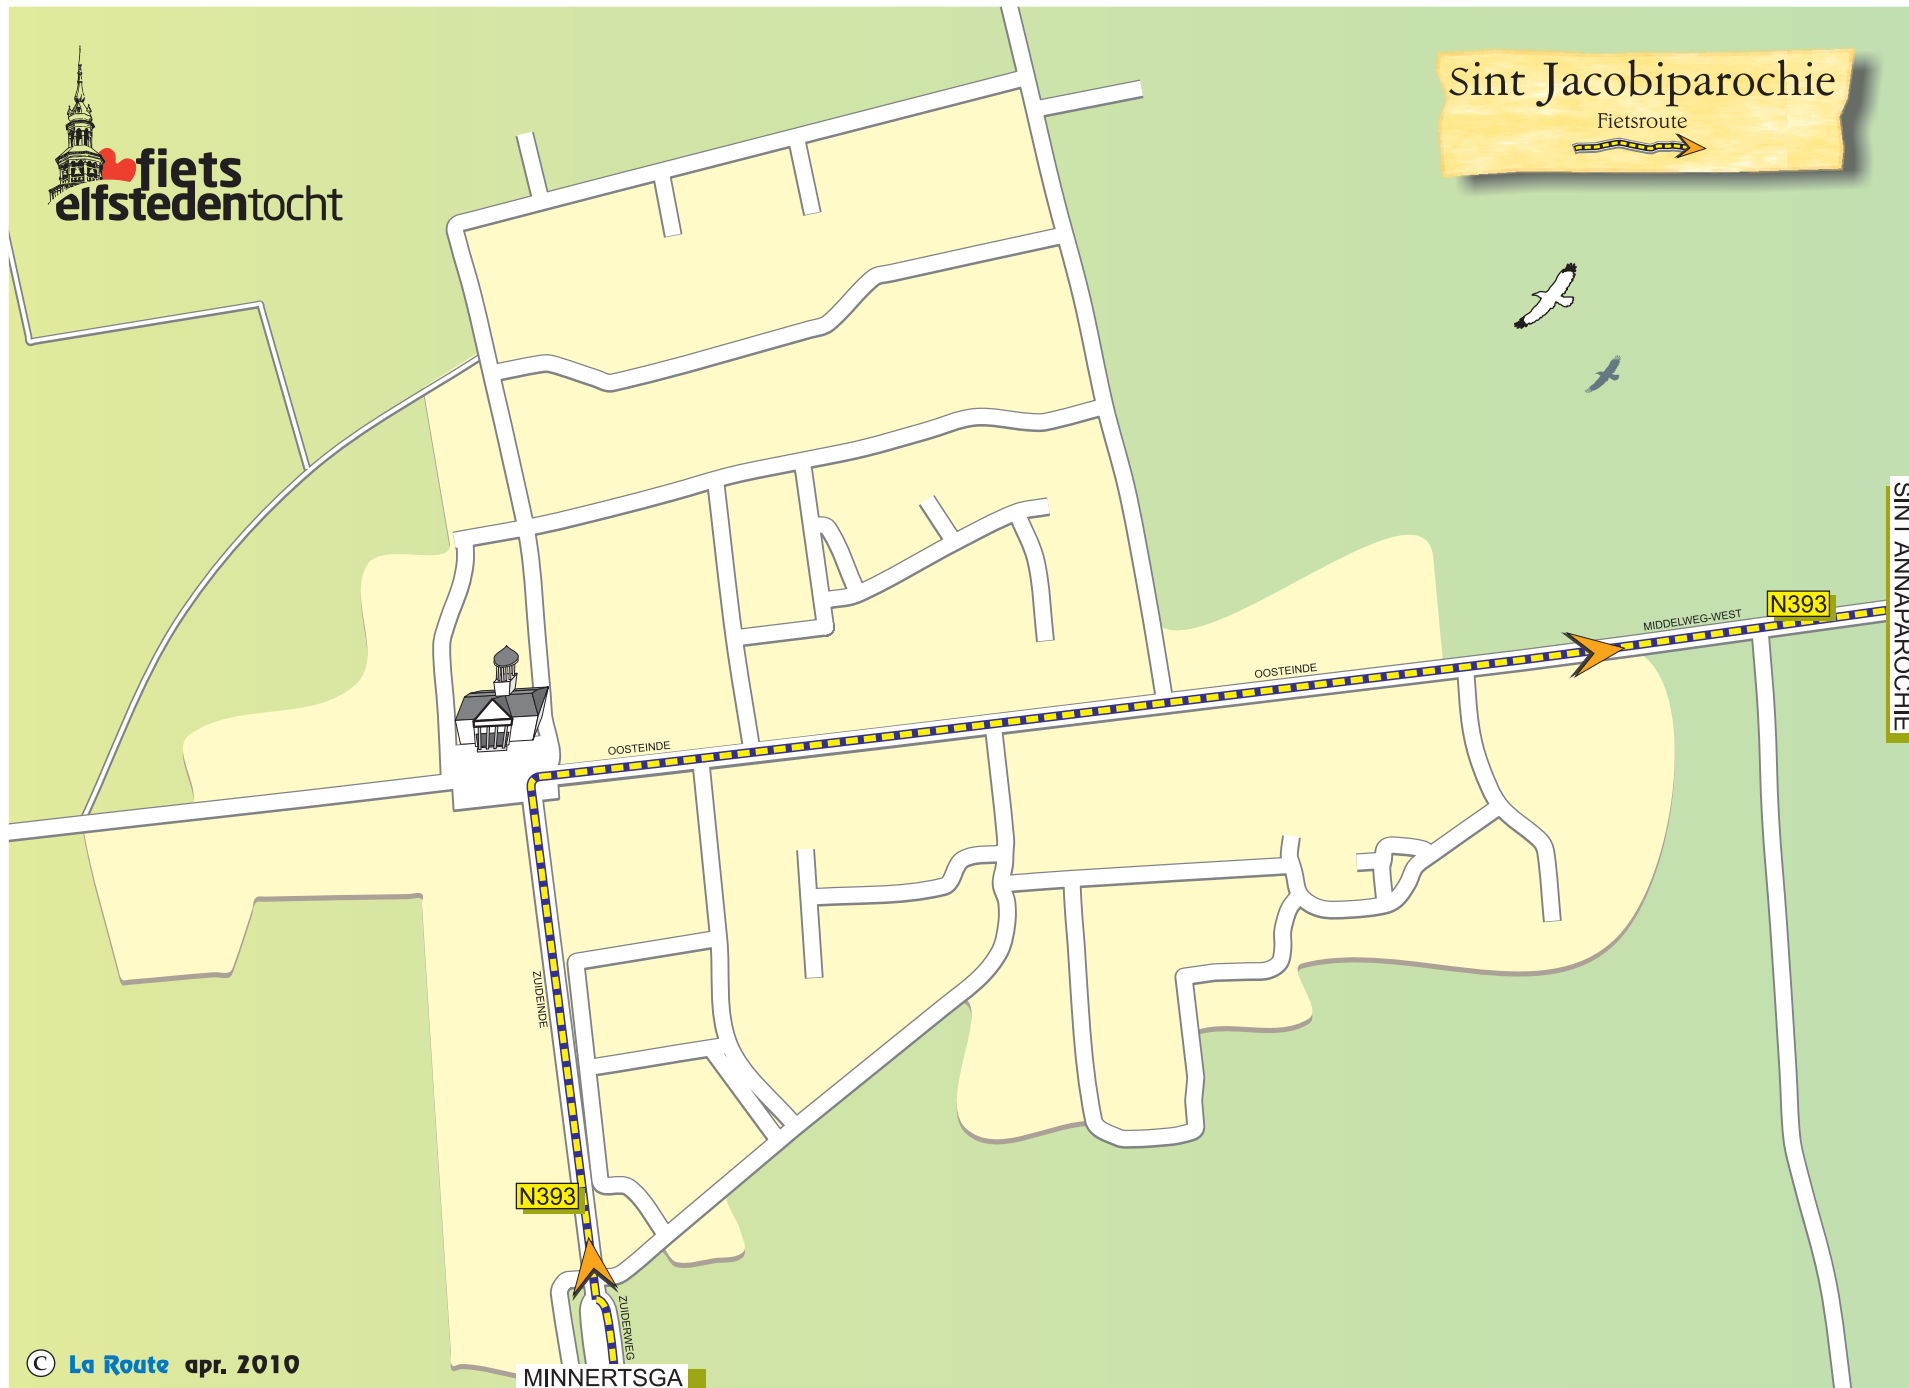 fiets
elfstedentocht
Sint Jacobiparochie
Fietsroute
SINT ANNAPAROCHIE
N393
MIDDELWEG-WEST
OOSTEINDE
OOSTEINDE
ZUIDEINDE
N393
ZUIDERWEG
MINNERTSGA
© La Route apr. 2010